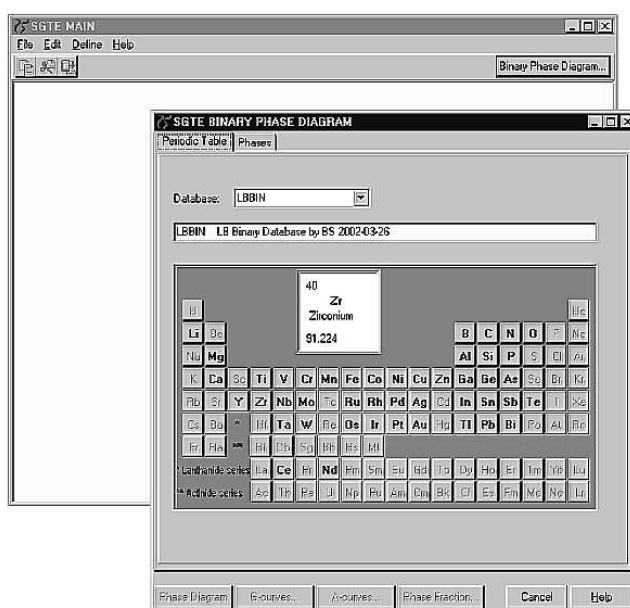 SGTE MAIN
File Edit Define Help
Binary Phase Diagram...
SGTE BINARY PHASE DIAGRAM
Periodic Table Phases
Database: LBBIN
LBBIN LB Binary Database by BS 2002-03-26
40
Zr
Zirconium
91.224
H He
Li Be B C N O F Ne
Na Mg Al Si P S Cl Ar
K Ca Sc Ti V Cr Mn Fe Co Ni Cu Zn Ga Ge As Se Br Kr
Rb Sr Y Zr Nb Mo Tc Ru Rh Pd Ag Cd In Sn Sb Te I Xe
Cs Ba * Hf Ta W Re Os Ir Pt Au Hg Tl Pb Bi Po At Rn
Fr Ra ** Rf Db Sg Bh Hs Mt
* Lanthanide series La Ce Pr Nd Pm Sm Eu Gd Tb Dy Ho Er Tm Yb Lu
** Actinide series Ac Th Pa U Np Pu Am Cm Bk Cf Es Fm Md No Lr
Phase Diagram G-curves... A-curves... Phase Fraction... Cancel Help